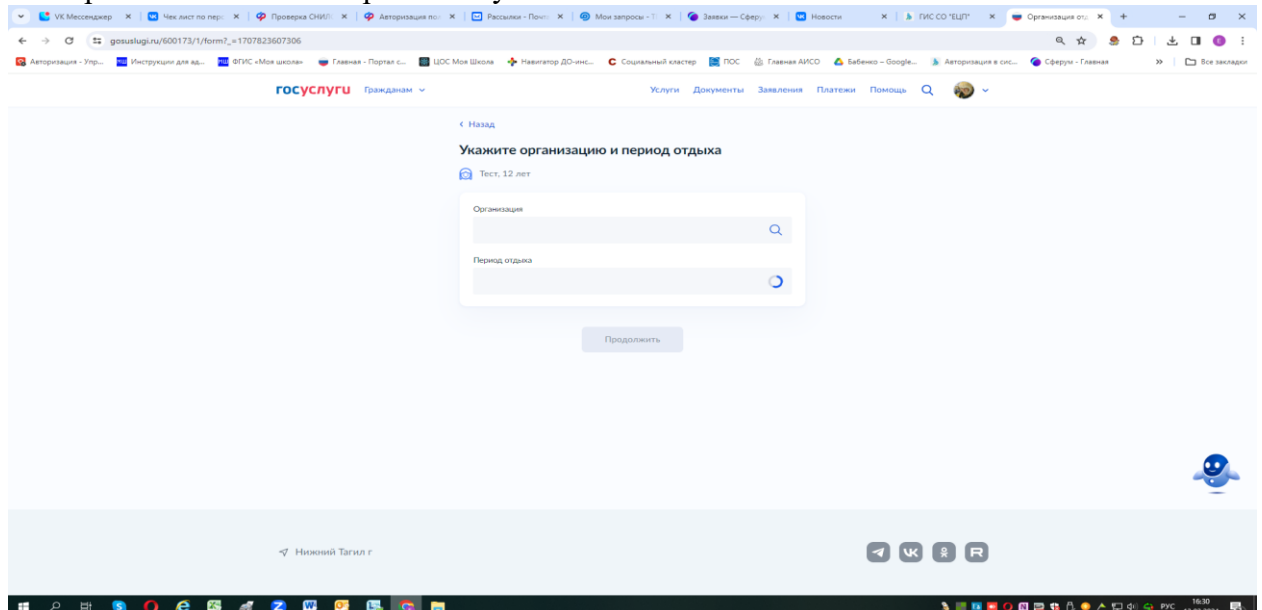 VK Мессенджер
Чек лист по пер
Проверка СНИЛ
Авторизация по
Рассылки - Почт
Мои запросы - T
Заявки — Сферу
Новости
ГИС СО "ЕЦП"
Организация от
gosuslugi.ru/600173/1/form?_=1707823607306
Авторизация - Упр...
Инструкции для ад...
ФГИС «Моя школа»
Главная - Портал с...
ЦОС Моя Школа
Навигатор ДО-инс...
Социальный кластер
ПОС
Главная АИСО
Бабенко – Google...
Авторизация в сис...
Сферум - Главная
»
Все закладки
госуслуги Гражданам
Услуги Документы Заявления Платежи Помощь
Назад
Укажите организацию и период отдыха
Тест, 12 лет
Организация
Период отдыха
Продолжить
Нижний Тагил г
РУС
16:30